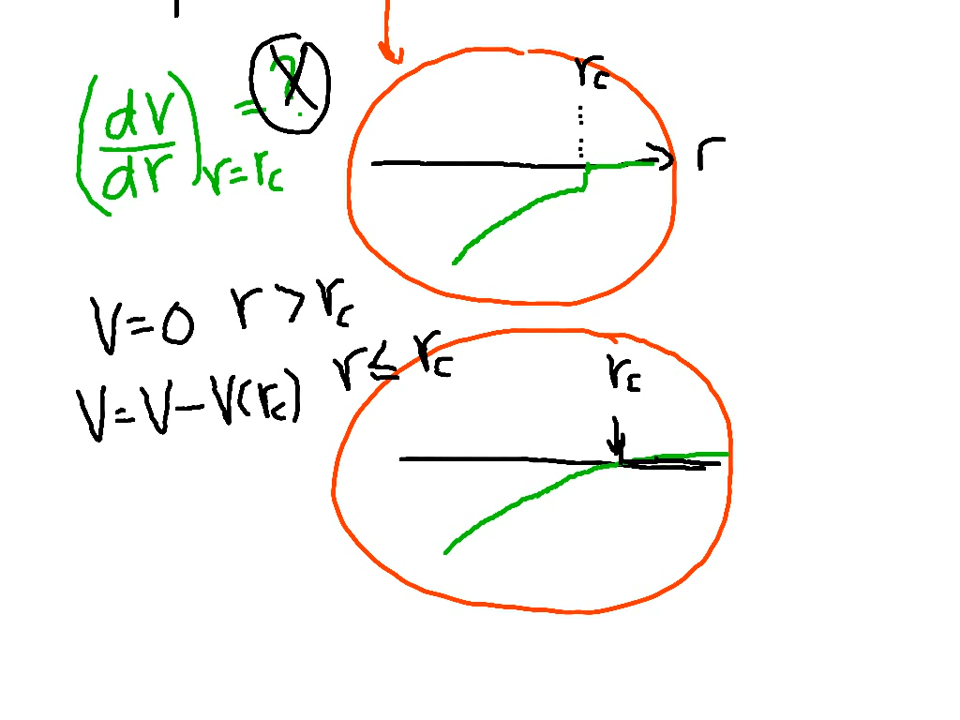 (dV/dr)r=rc = ?
rc
r
V=0 r>rc
V=V-V(rc) r≤rc
rc